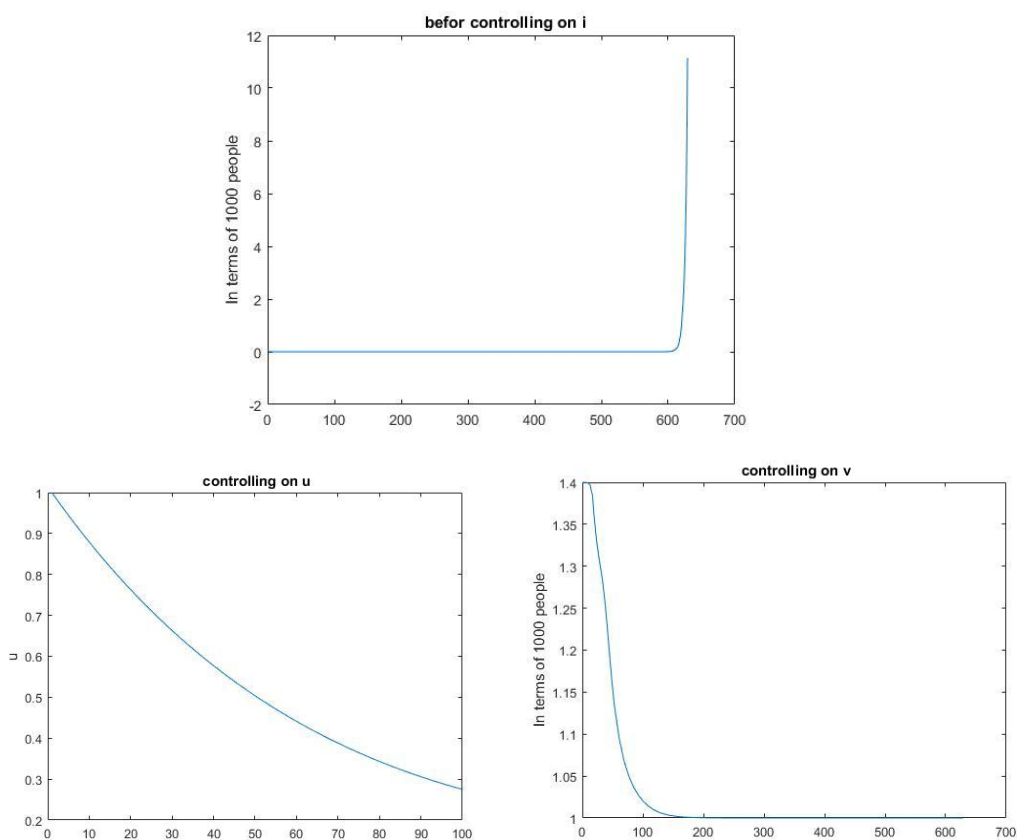 befor controlling on i
In terms of 1000 people
12
10
8
6
4
2
0
-2
0 100 200 300 400 500 600 700
controlling on u
u
1
0.9
0.8
0.7
0.6
0.5
0.4
0.3
0.2
0 10 20 30 40 50 60 70 80 90 100
controlling on v
In terms of 1000 people
1.4
1.35
1.3
1.25
1.2
1.15
1.1
1.05
1
0 100 200 300 400 500 600 700